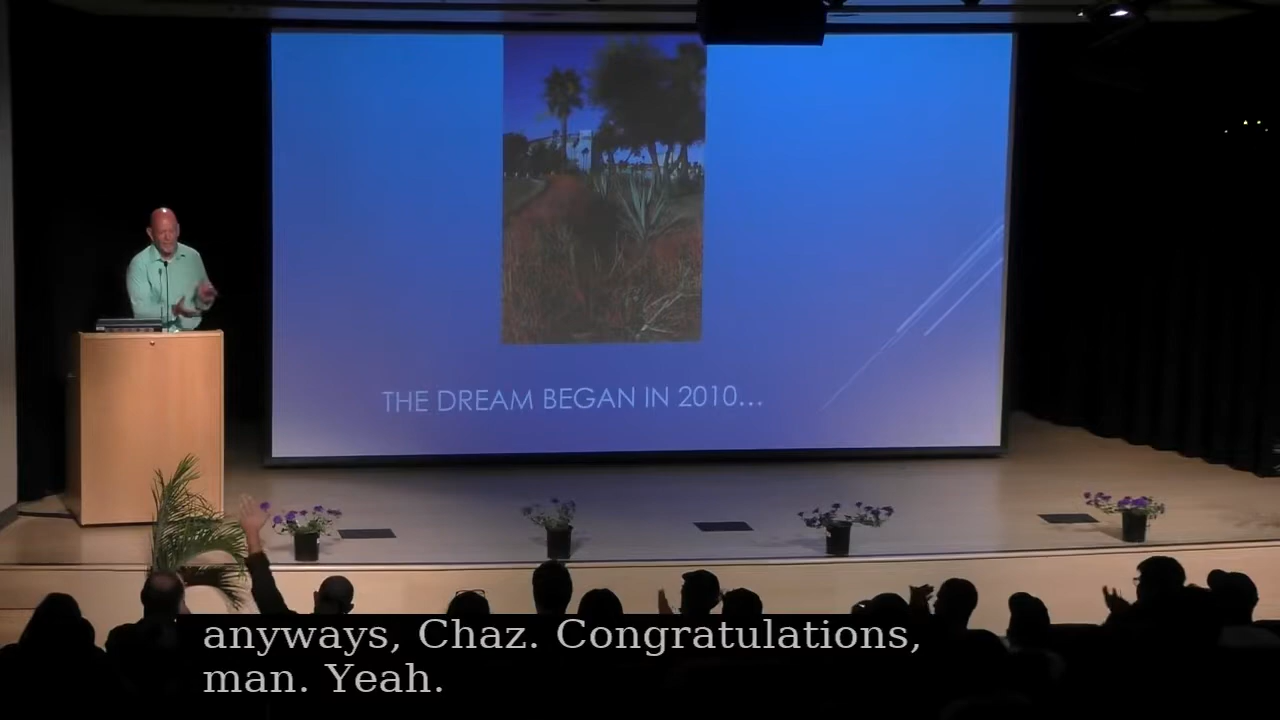 THE DREAM BEGAN IN 2010...
anyways, Chaz. Congratulations,
man. Yeah.